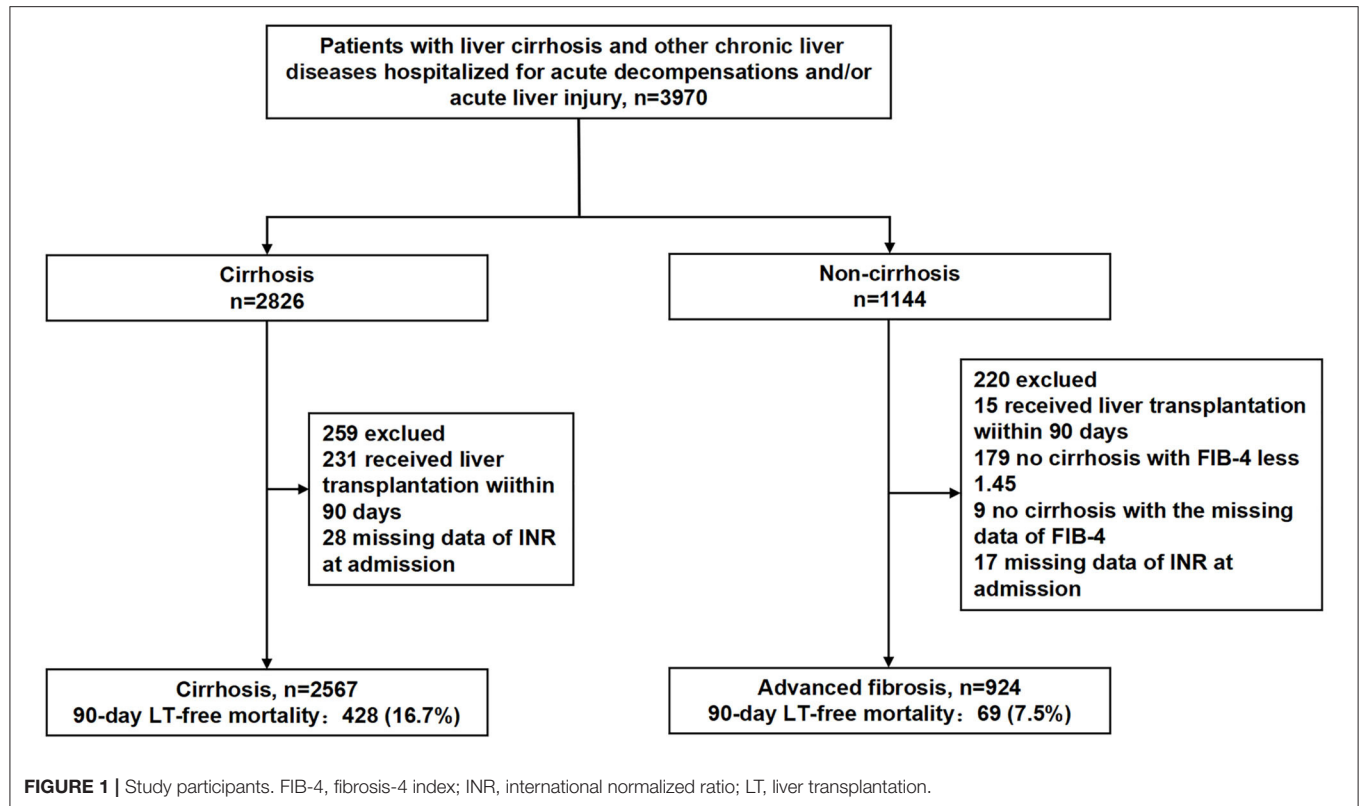 Patients with liver cirrhosis and other chronic liver
diseases hospitalized for acute decompensations and/or
acute liver injury, n=3970
Cirrhosis
n=2826
Non-cirrhosis
n=1144
259 exclued
231 received liver
transplantation wiithin
90 days
28 missing data of INR
at admission
220 exclued
15 received liver transplantation
wiithin 90 days
179 no cirrhosis with FIB-4 less
1.45
9 no cirrhosis with the missing
data of FIB-4
17 missing data of INR at
admission
Cirrhosis, n=2567
90-day LT-free mortality：428 (16.7%)
Advanced fibrosis, n=924
90-day LT-free mortality：69 (7.5%)
FIGURE 1 | Study participants. FIB-4, fibrosis-4 index; INR, international normalized ratio; LT, liver transplantation.